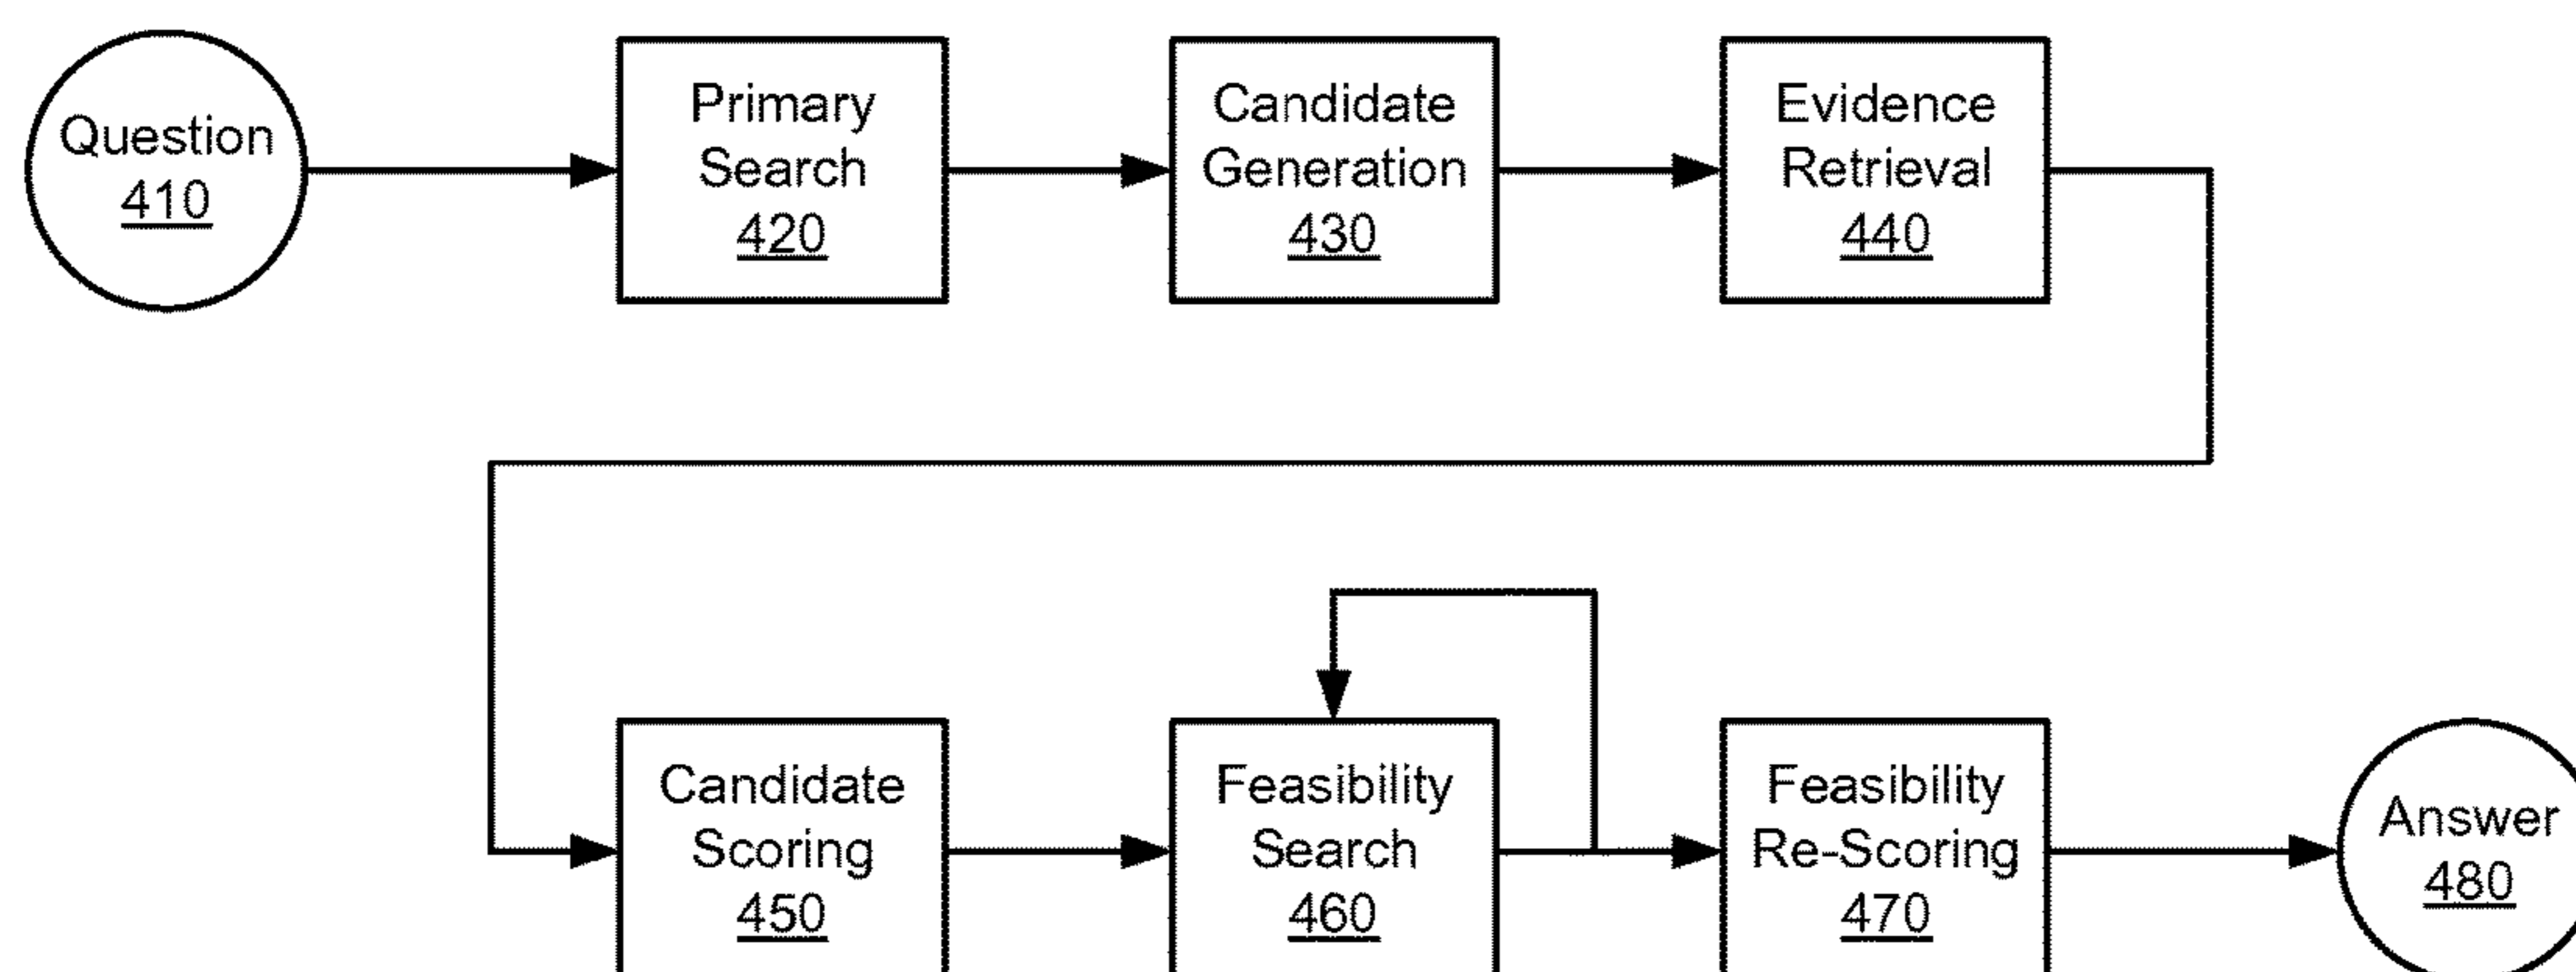 Question
410
Primary
Search
420
Candidate
Generation
430
Evidence
Retrieval
440
Candidate
Scoring
450
Feasibility
Search
460
Feasibility
Re-Scoring
470
Answer
480